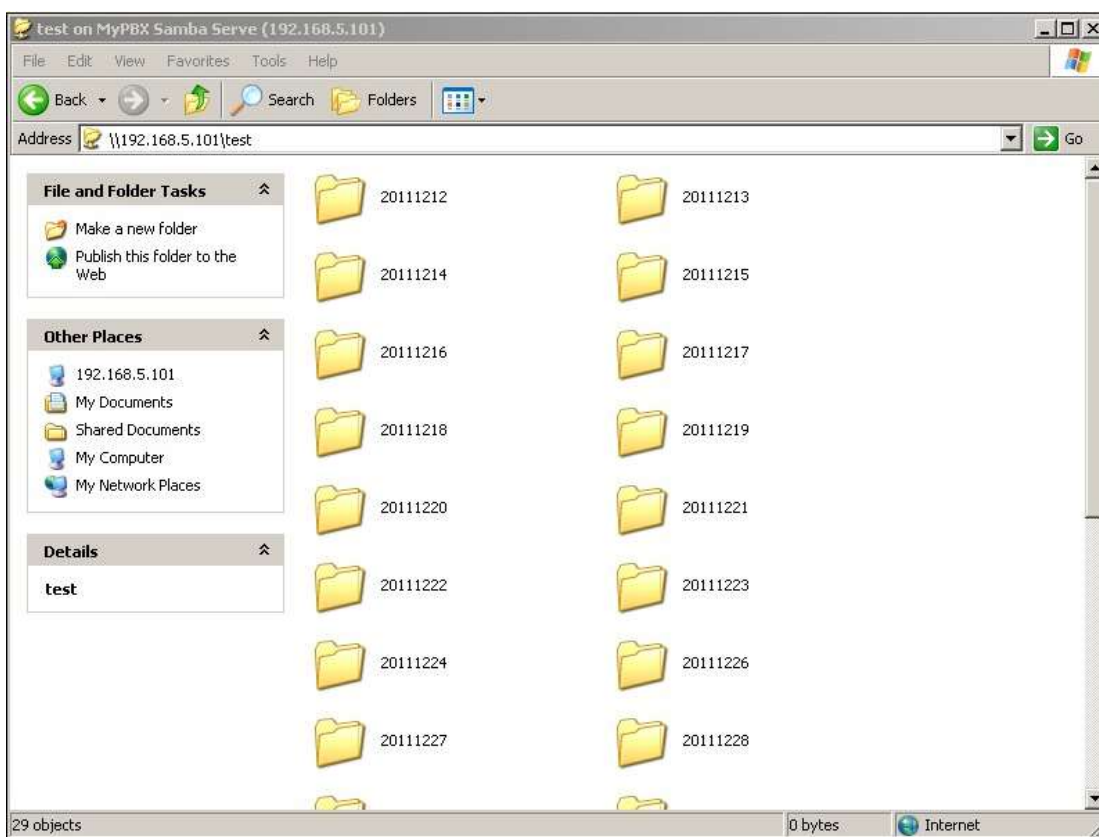 test on MyPBX Samba Serve (192.168.5.101)
File Edit View Favorites Tools Help
Back Search Folders
Address \\192.168.5.101\test Go
File and Folder Tasks
Make a new folder
Publish this folder to the
Web
Other Places
192.168.5.101
My Documents
Shared Documents
My Computer
My Network Places
Details
test
20111212 20111213
20111214 20111215
20111216 20111217
20111218 20111219
20111220 20111221
20111222 20111223
20111224 20111226
20111227 20111228
29 objects 0 bytes Internet